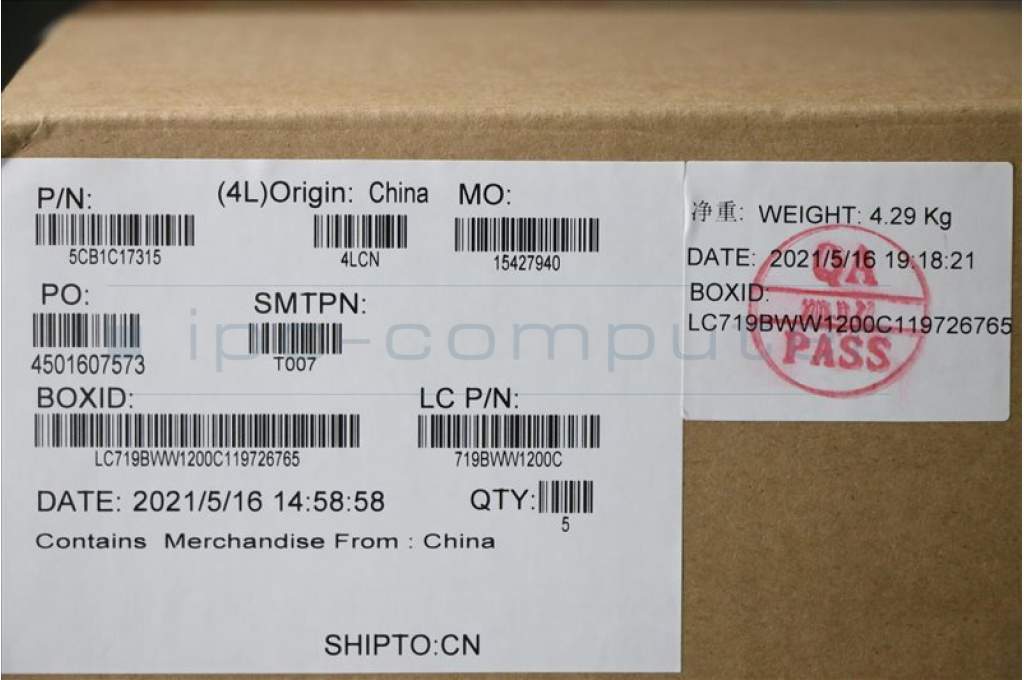 P/N:
5CB1C17315
(4L)Origin: China
4LCN
MO:
15427940
PO:
4501607573
SMTPN:
T007
BOXID:
LC719BWW1200C119726765
LC P/N:
719BWW1200C
DATE: 2021/5/16 14:58:58
QTY:
5
Contains Merchandise From : China
SHIPTO:CN
净重: WEIGHT: 4.29 Kg
DATE: 2021/5/16 19:18:21
BOXID:
LC719BWW1200C119726765
QA
PASS
ipc-comput